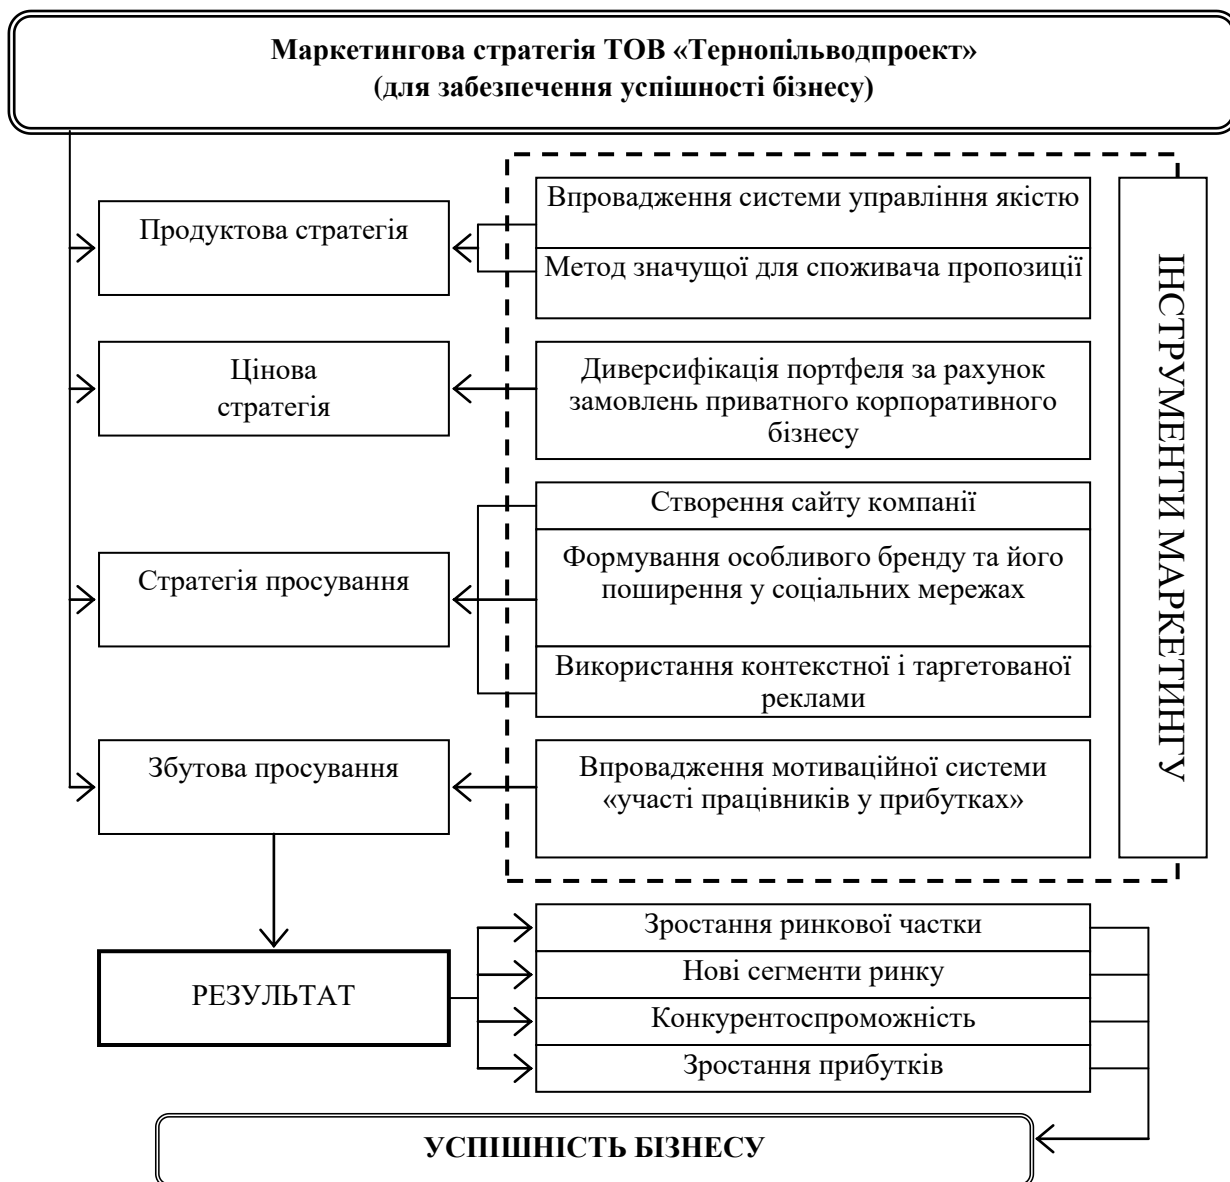 Маркетингова стратегія ТОВ «Тернопільводпроект»
(для забезпечення успішності бізнесу)
Продуктова стратегія
Впровадження системи управління якістю
Метод значущої для споживача пропозиції
Цінова
стратегія
Диверсифікація портфеля за рахунок
замовлень приватного корпоративного
бізнесу
Стратегія просування
Створення сайту компанії
Формування особливого бренду та його
поширення у соціальних мережах
Використання контекстної і таргетованої
реклами
Збутова просування
Впровадження мотиваційної системи
«участі працівників у прибутках»
ІНСТРУМЕНТИ МАРКЕТИНГУ
РЕЗУЛЬТАТ
Зростання ринкової частки
Нові сегменти ринку
Конкурентоспроможність
Зростання прибутків
УСПІШНІСТЬ БІЗНЕСУ